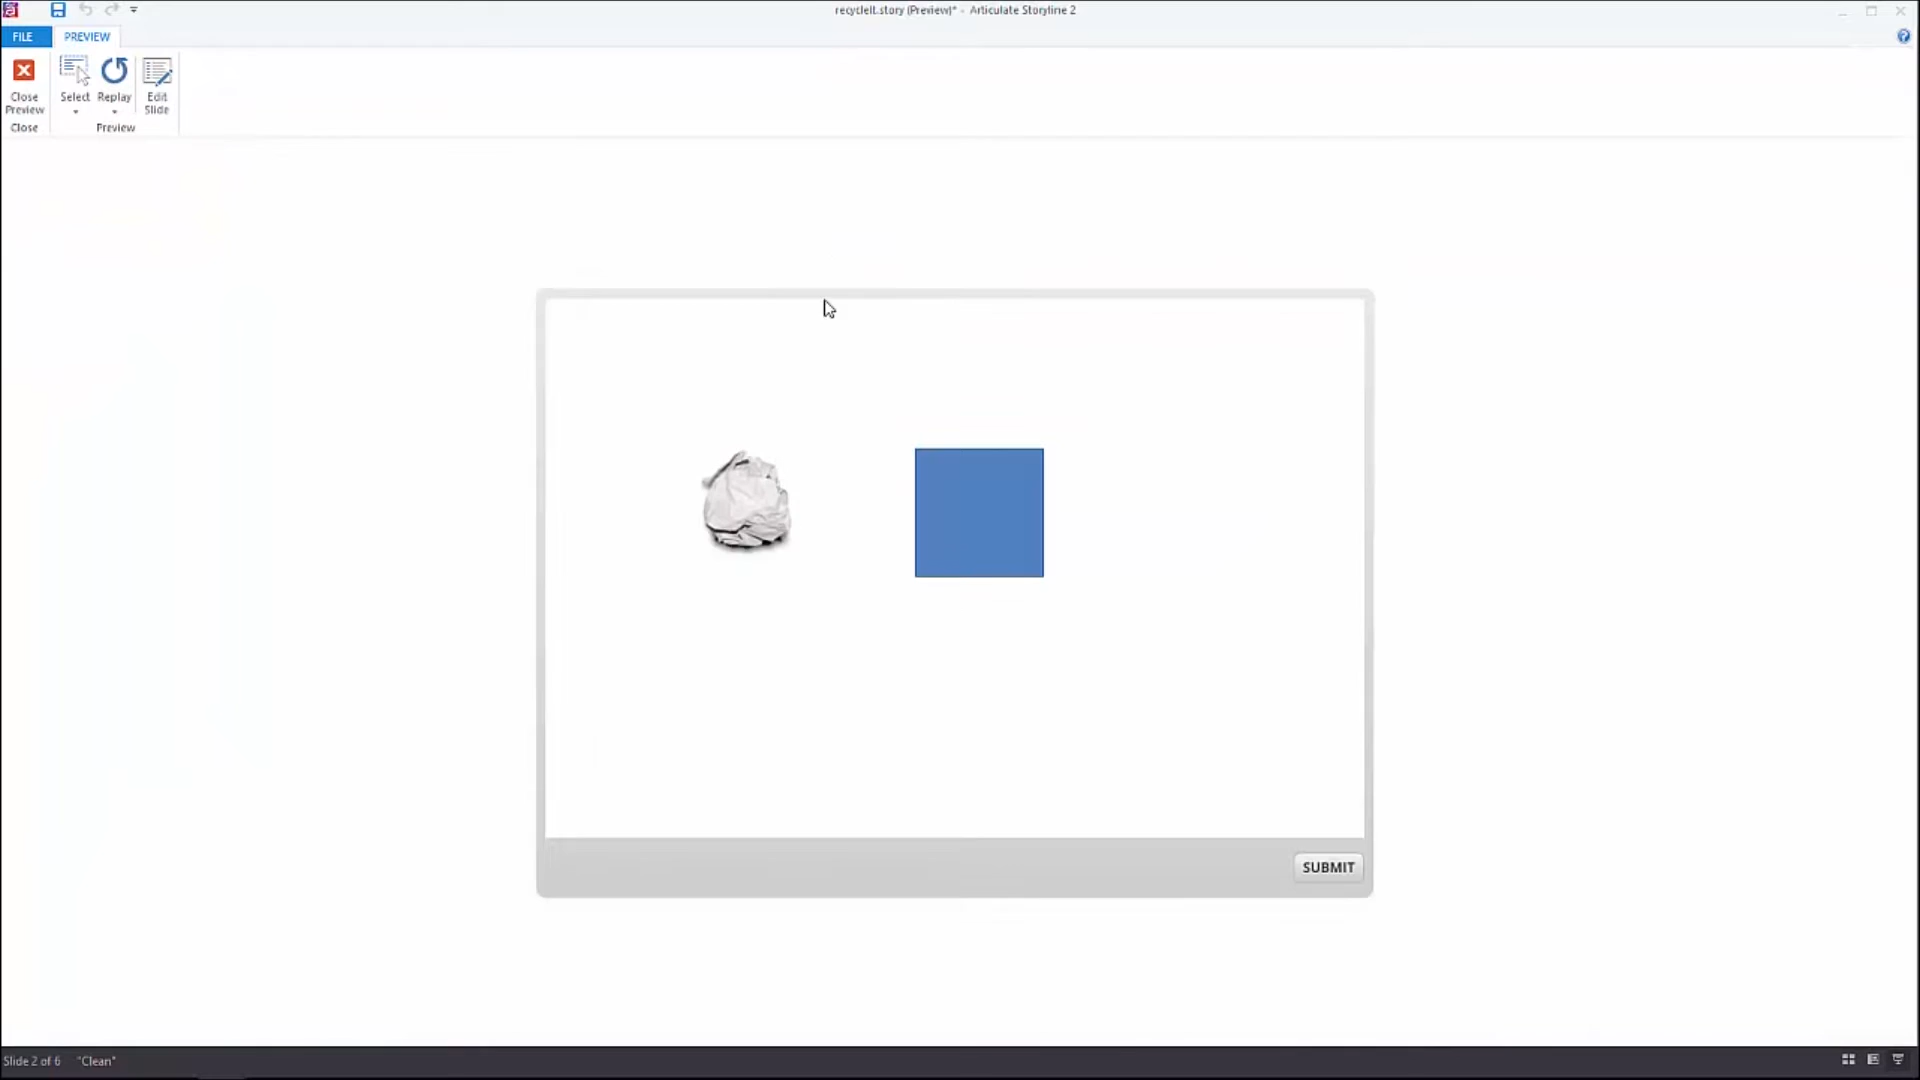 recycleIt.story (Preview)* - Articulate Storyline 2
FILE PREVIEW
Close Preview
Select
Replay
Edit Slide
Close
Preview
SUBMIT
Slide 2 of 6 "Clean"